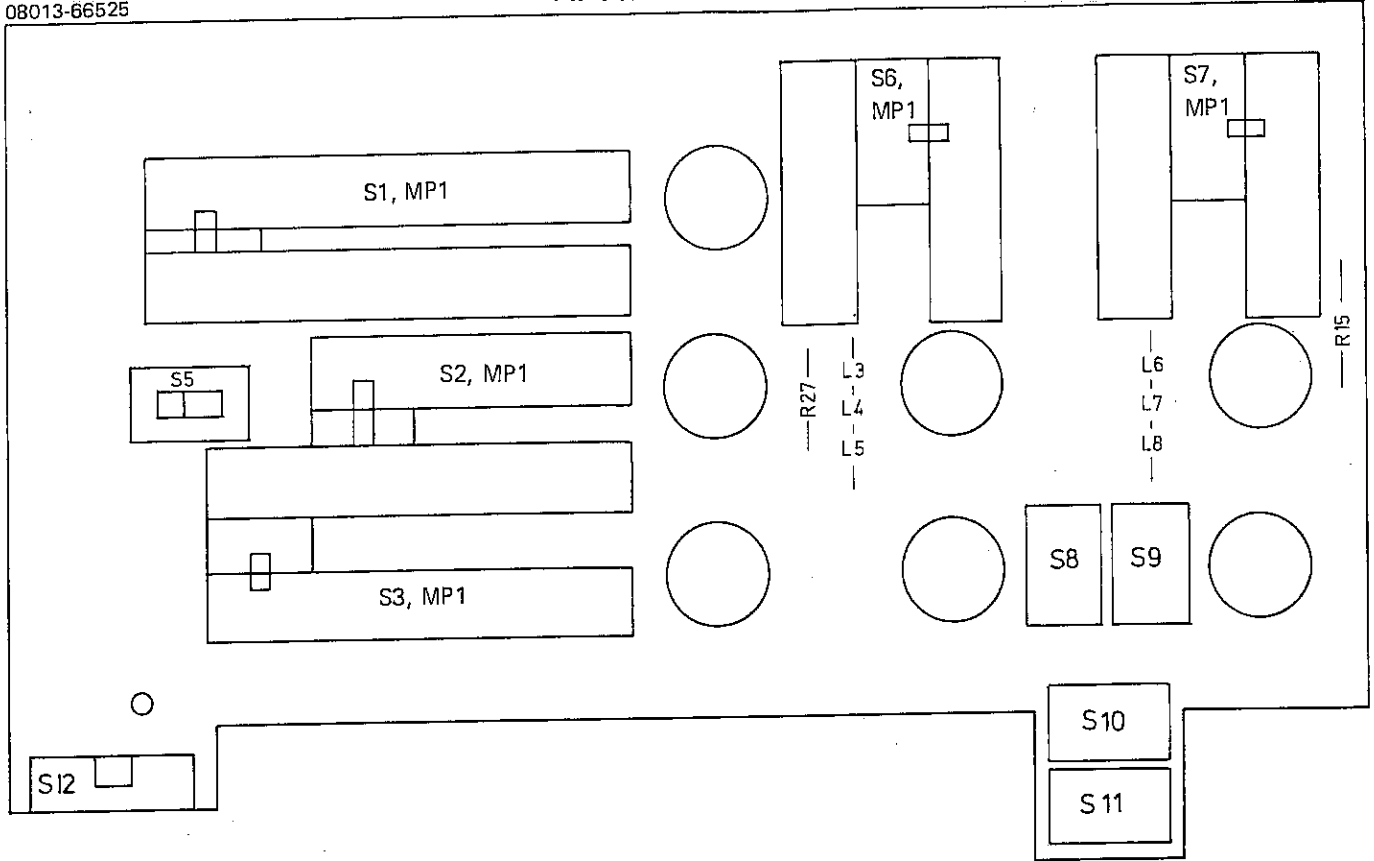 08013-66525
S6,
MP1
S7,
MP1
S1, MP1
R15
S5
S2, MP1
R27
L3
L4
L5
L6
L7
L8
S8
S9
S3, MP1
S10
S12
S11